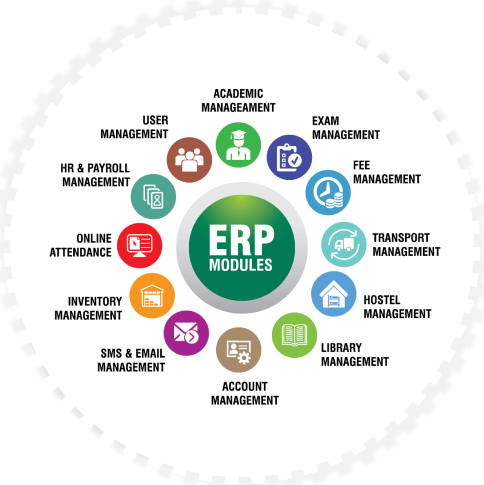 ACADEMIC
MANAGEAMENT
EXAM
MANAGEMENT
FEE
MANAGEMENT
TRANSPORT
MANAGEMENT
HOSTEL
MANAGEMENT
LIBRARY
MANAGEMENT
ACCOUNT
MANAGEMENT
SMS & EMAIL
MANAGEMENT
INVENTORY
MANAGEMENT
ONLINE
ATTENDANCE
HR & PAYROLL
MANAGEMENT
USER
MANAGEMENT
ERP
MODULES